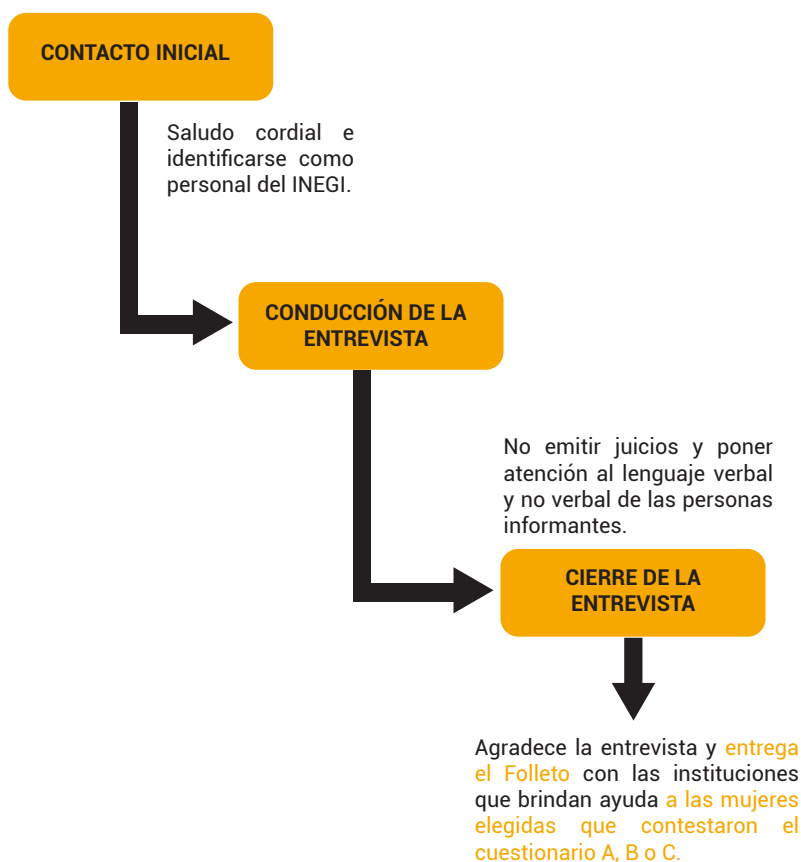 CONTACTO INICIAL
Saludo cordial e
identificarse como
personal del INEGI.
CONDUCCIÓN DE LA
ENTREVISTA
No emitir juicios y poner
atención al lenguaje verbal
y no verbal de las personas
informantes.
CIERRE DE LA
ENTREVISTA
Agradece la entrevista y entrega
el Folleto con las instituciones
que brindan ayuda a las mujeres
elegidas que contestaron el
cuestionario A, B o C.